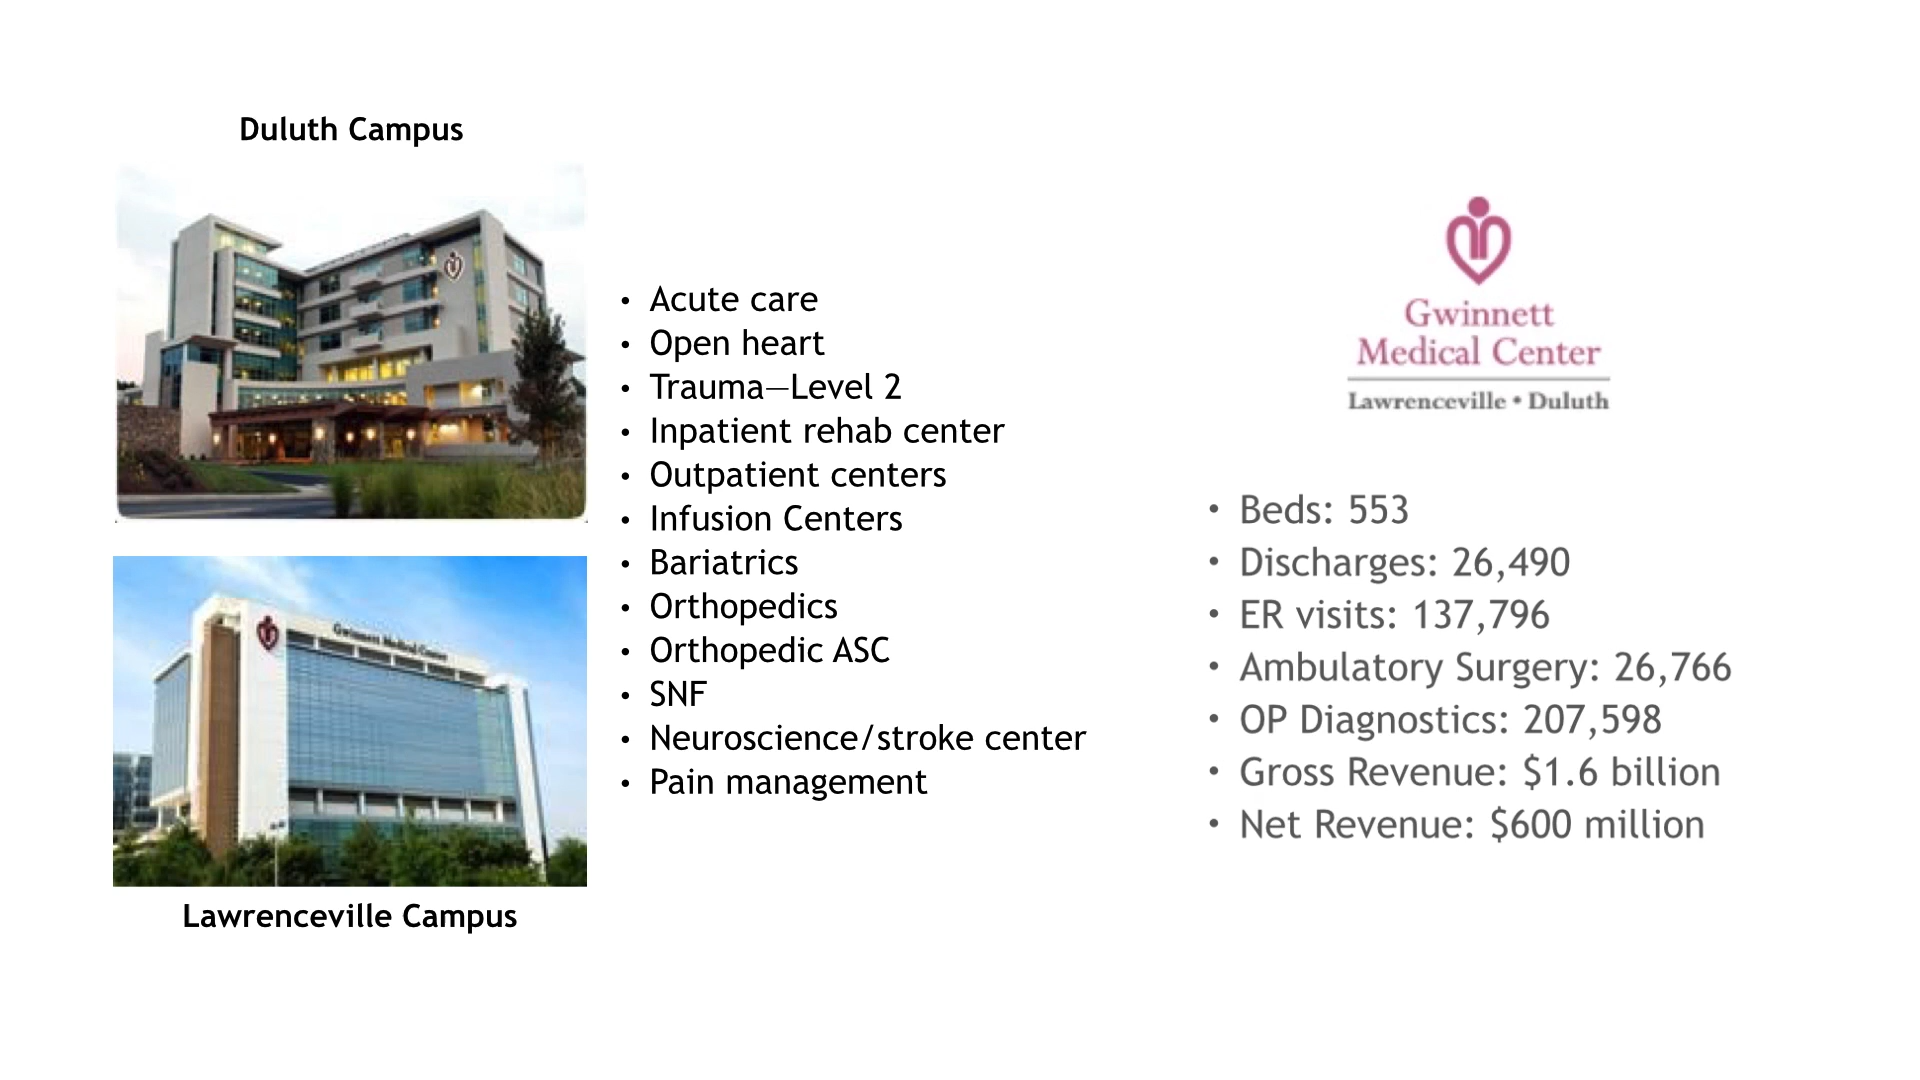 Duluth Campus
Gwinnett Medical Center
Lawrenceville Campus
• Acute care
• Open heart
• Trauma—Level 2
• Inpatient rehab center
• Outpatient centers
• Infusion Centers
• Bariatrics
• Orthopedics
• Orthopedic ASC
• SNF
• Neuroscience/stroke center
• Pain management
Gwinnett
Medical Center
Lawrenceville • Duluth
• Beds: 553
• Discharges: 26,490
• ER visits: 137,796
• Ambulatory Surgery: 26,766
• OP Diagnostics: 207,598
• Gross Revenue: $1.6 billion
• Net Revenue: $600 million